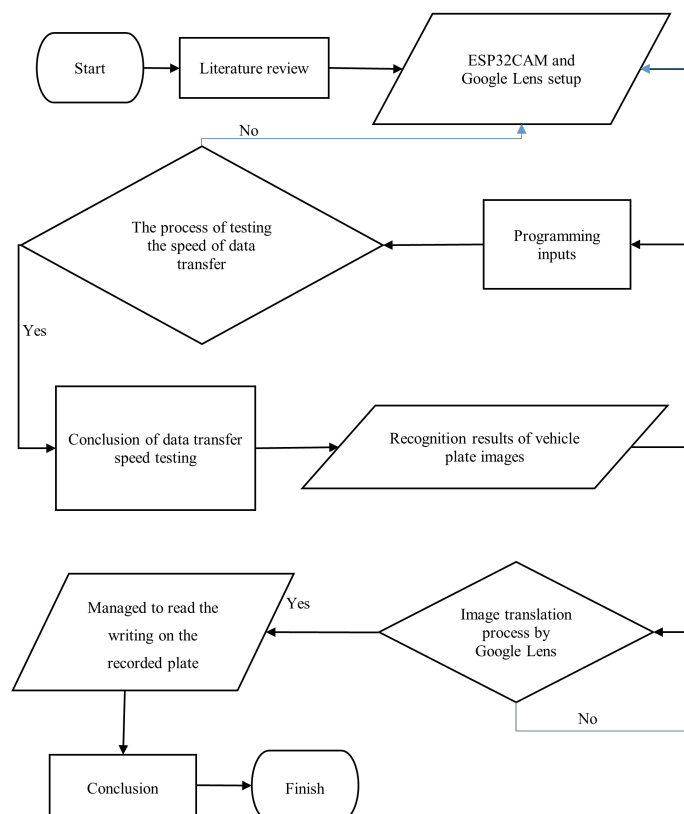 Start
Literature review
ESP32CAM and
Google Lens setup
No
The process of testing
the speed of data
transfer
Programming
inputs
Yes
Conclusion of data transfer
speed testing
Recognition results of vehicle
plate images
Managed to read the
writing on the
recorded plate
Yes
Image translation
process by
Google Lens
No
Conclusion
Finish